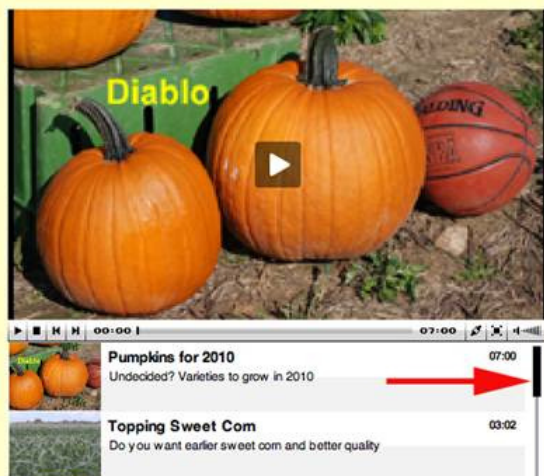 Diablo
SPALDING
00:00
07:00
Pumpkins for 2010
07:00
Undecided? Varieties to grow in 2010
Diablo
Topping Sweet Corn
03:02
Do you want earlier sweet corn and better quality